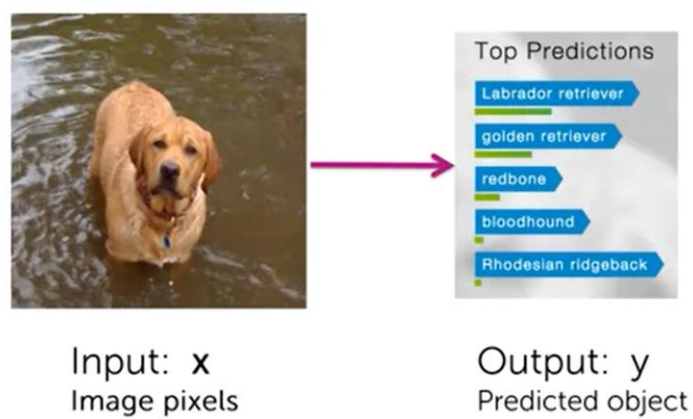 Top Predictions
Labrador retriever
golden retriever
redbone
bloodhound
Rhodesian ridgeback
Input: x
Image pixels
Output: y
Predicted object